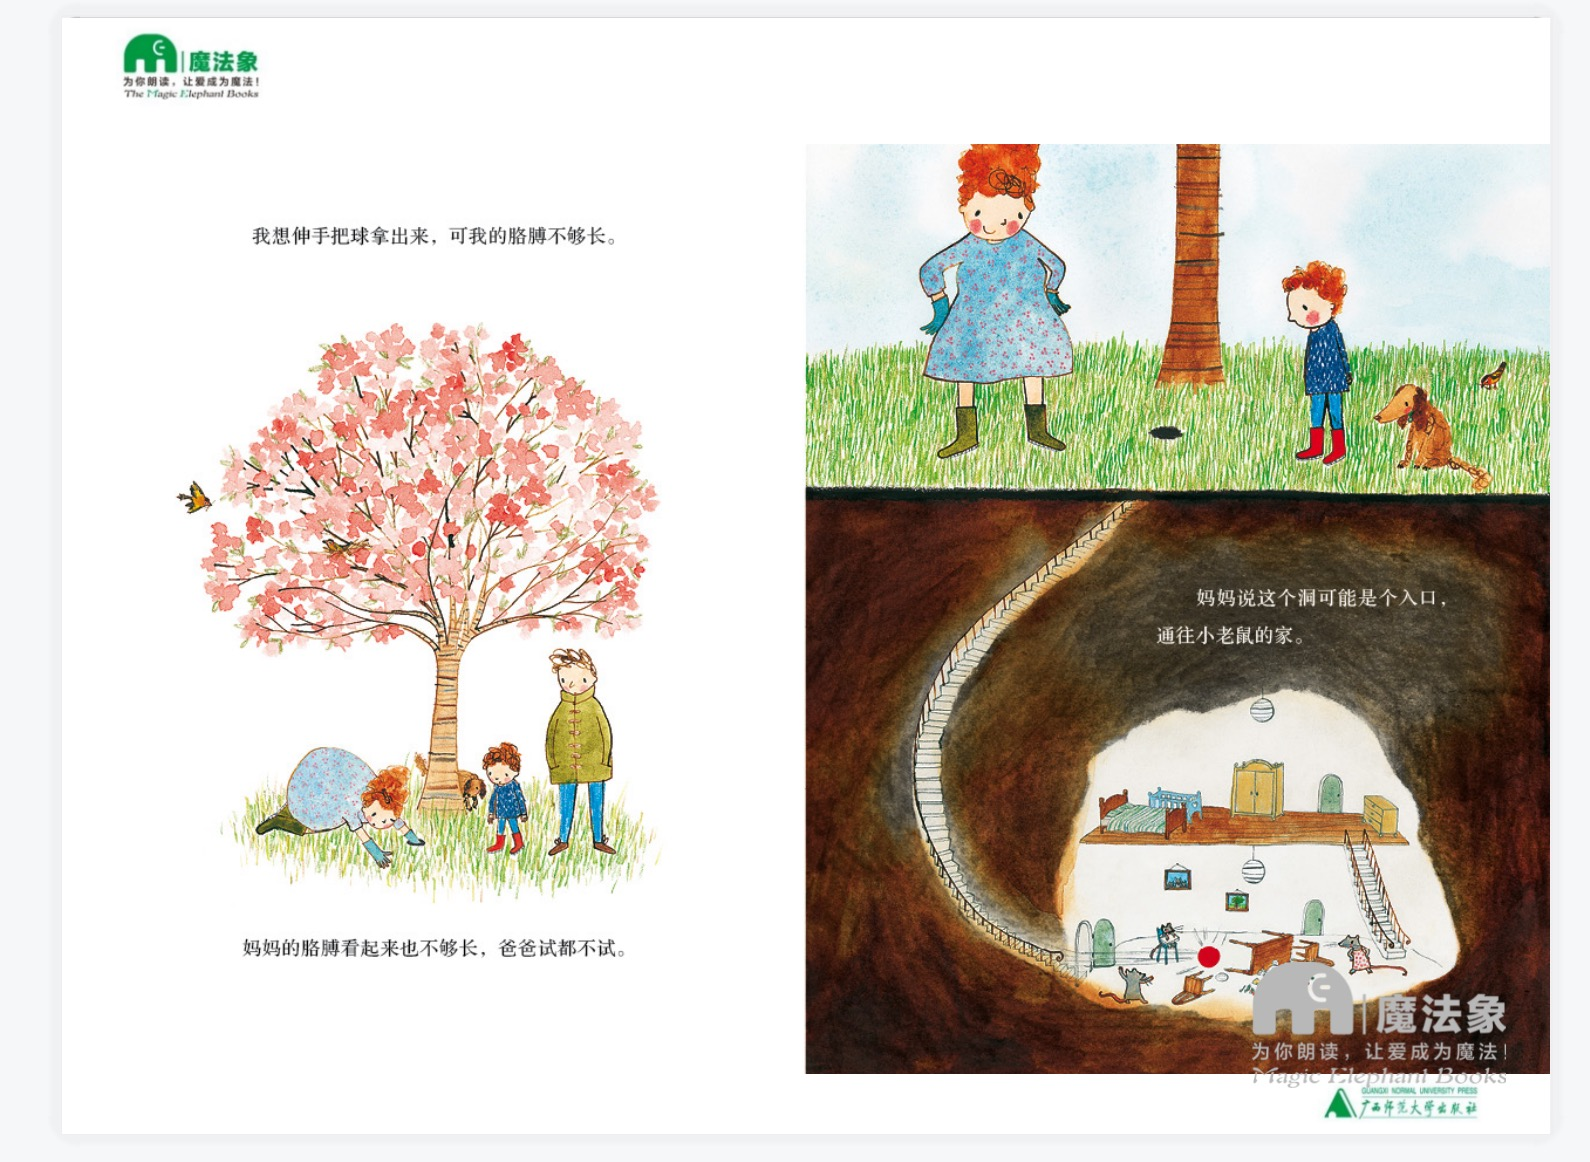 魔法象
为你朗读，让爱成为魔法！
The Magic Elephant Books
我想伸手把球拿出来，可我的胳膊不够长。
妈妈的胳膊看起来也不够长，爸爸试都不试。
妈妈说这个洞可能是个入口，
通往小老鼠的家。
魔法象
为你朗读，让爱成为魔法！
Magic Elephant Books
GUANGXI NORMAL UNIVERSITY PRESS
广西师范大学出版社